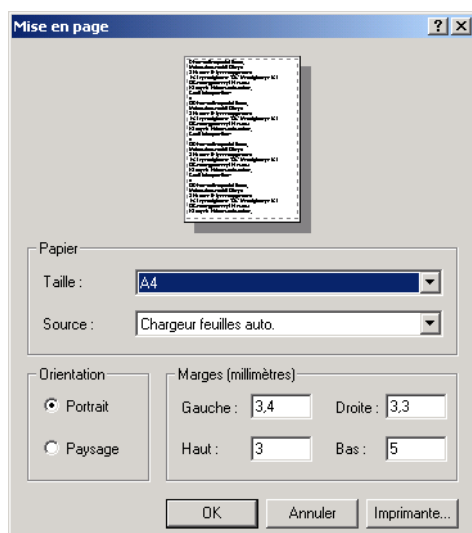 Mise en page
Papier
Taille :
A4
Source :
Chargeur feuilles auto.
Orientation
Portrait
Paysage
Marges (millimètres)
Gauche : 3,4 Droite : 3,3
Haut : 3 Bas : 5
OK Annuler Imprimante...